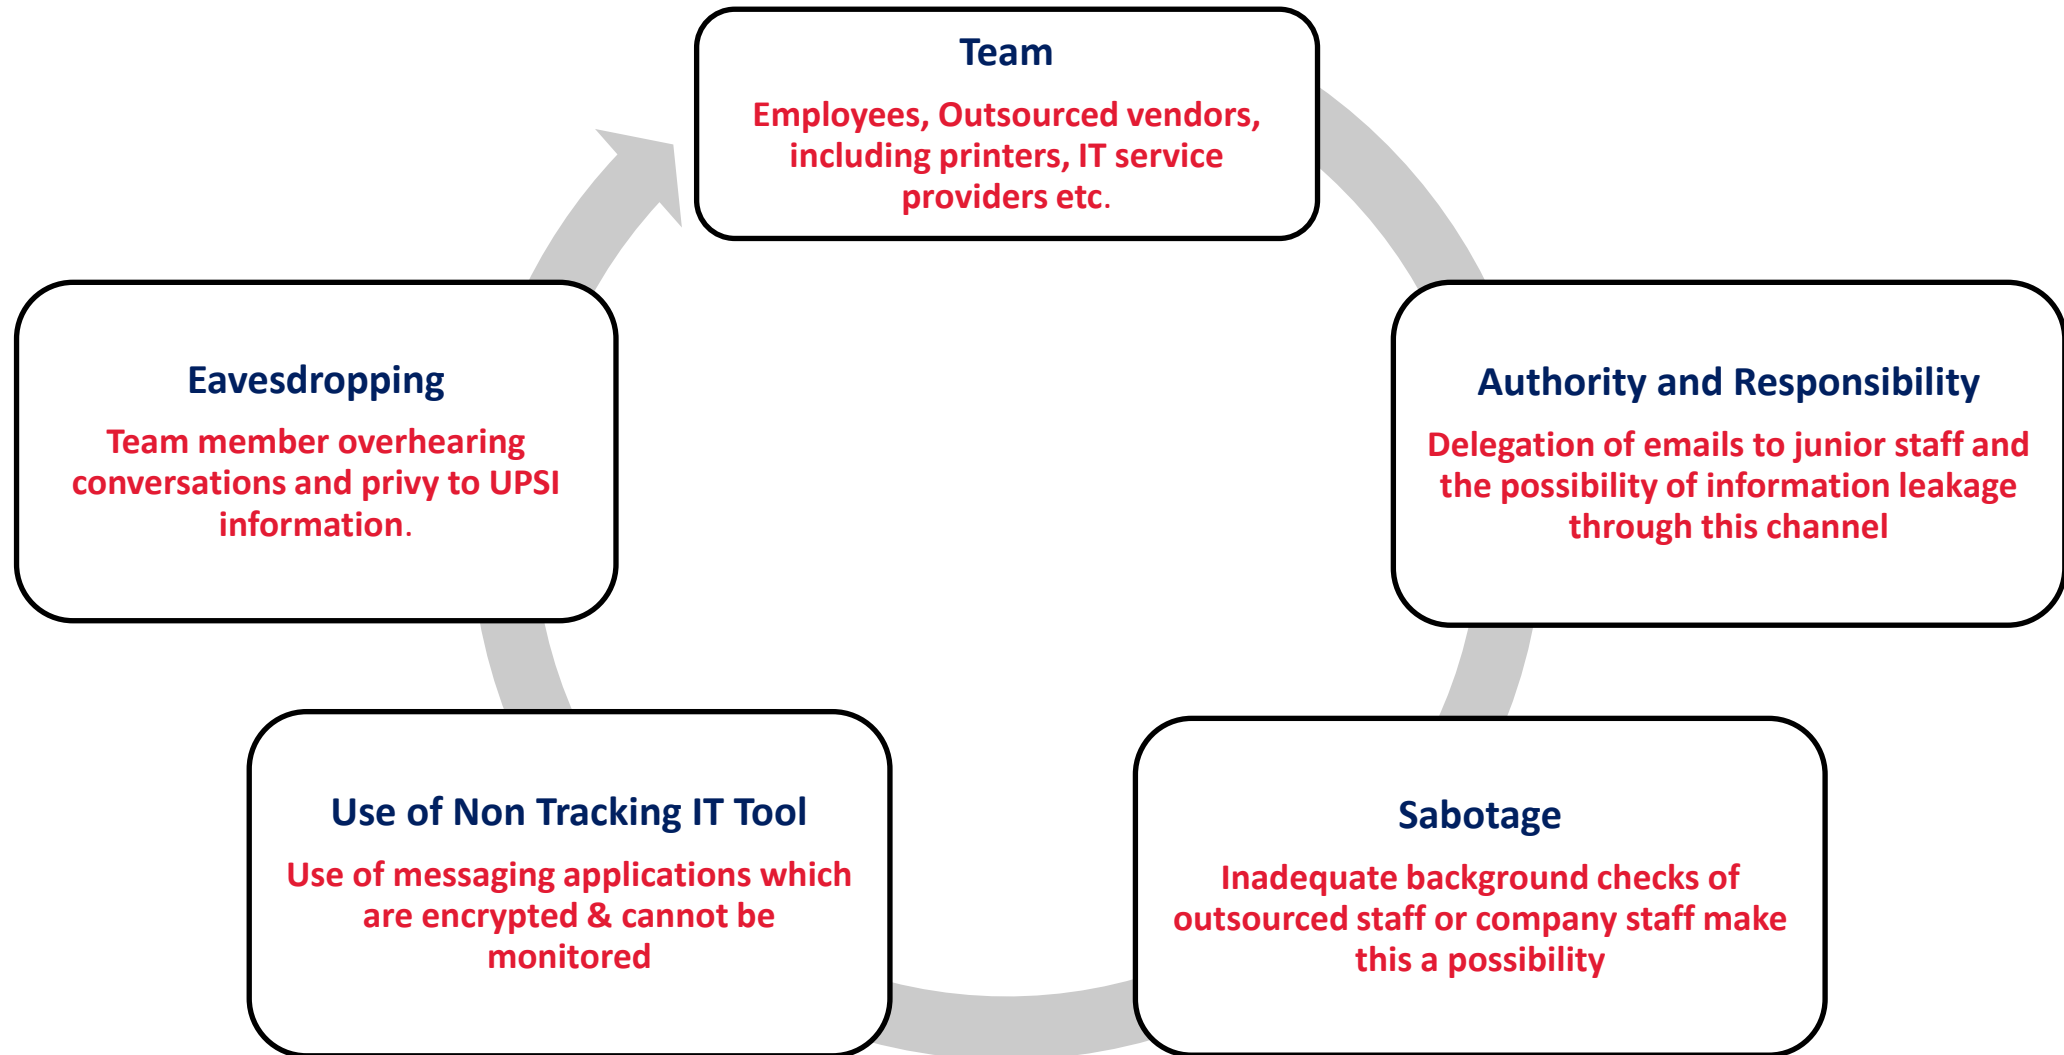 Team
Employees, Outsourced vendors,
including printers, IT service
providers etc.
Authority and Responsibility
Delegation of emails to junior staff and
the possibility of information leakage
through this channel
Sabotage
Inadequate background checks of
outsourced staff or company staff make
this a possibility
Use of Non Tracking IT Tool
Use of messaging applications which
are encrypted & cannot be
monitored
Eavesdropping
Team member overhearing
conversations and privy to UPSI
information.